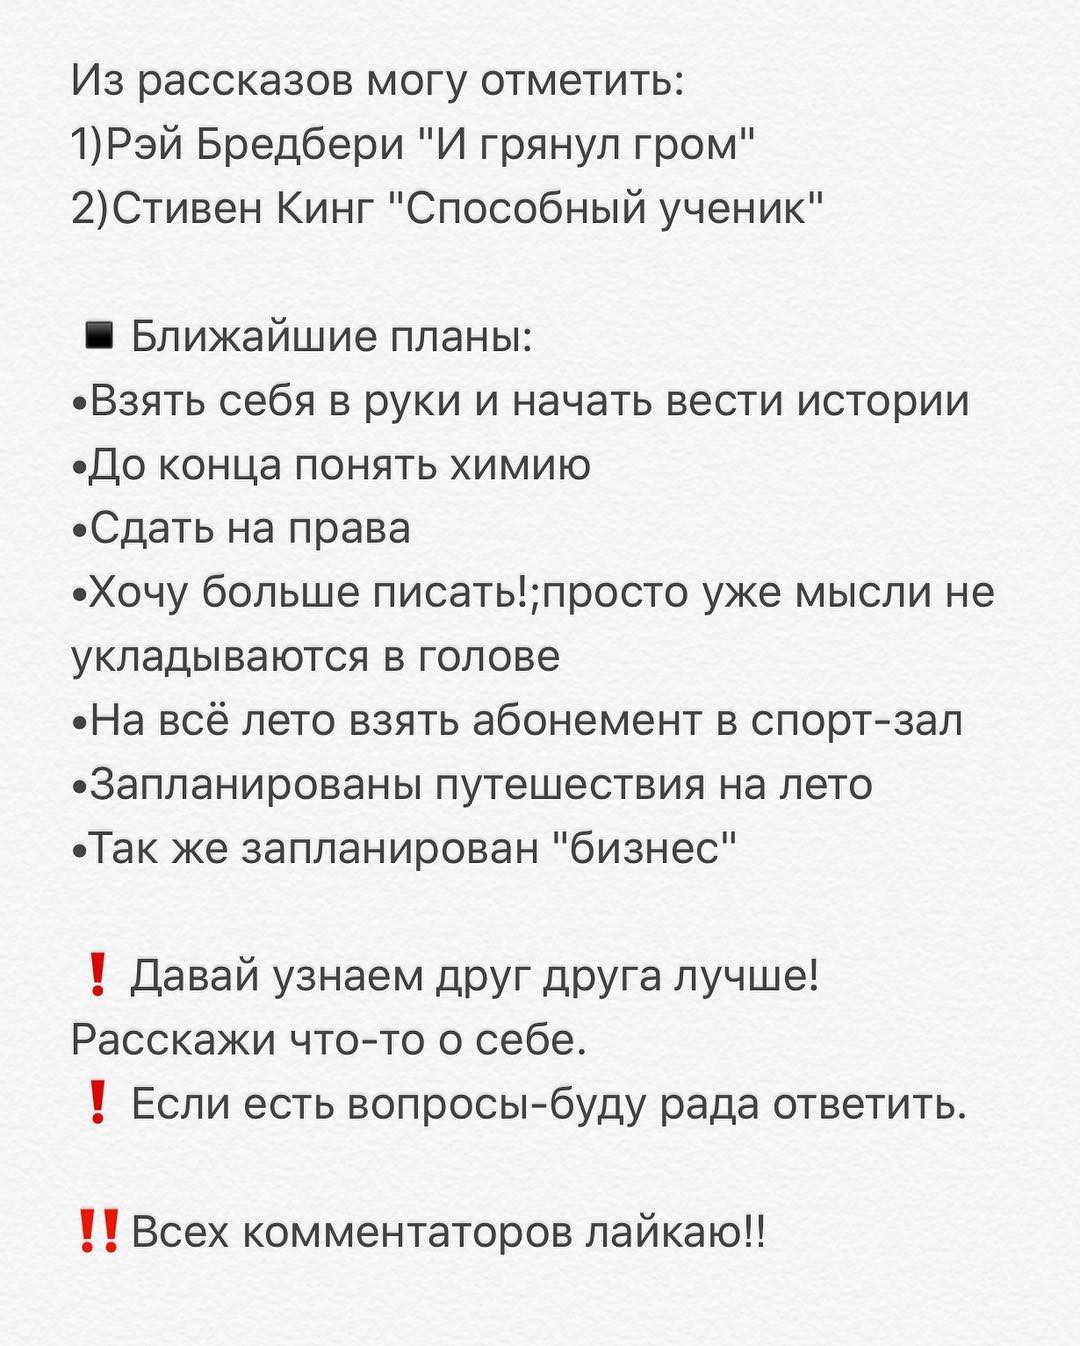 Из рассказов могу отметить:
1)Рэй Бредбери "И грянул гром"
2)Стивен Кинг "Способный ученик"
◾Ближайшие планы:
•Взять себя в руки и начать вести истории
•До конца понять химию
•Сдать на права
•Хочу больше писать!;просто уже мысли не
укладываются в голове
•На всё лето взять абонемент в спорт-зал
•Запланированы путешествия на лето
•Так же запланирован "бизнес"
❗Давай узнаем друг друга лучше!
Расскажи что-то о себе.
❗Если есть вопросы-буду рада ответить.
‼️Всех комментаторов лайкаю!!